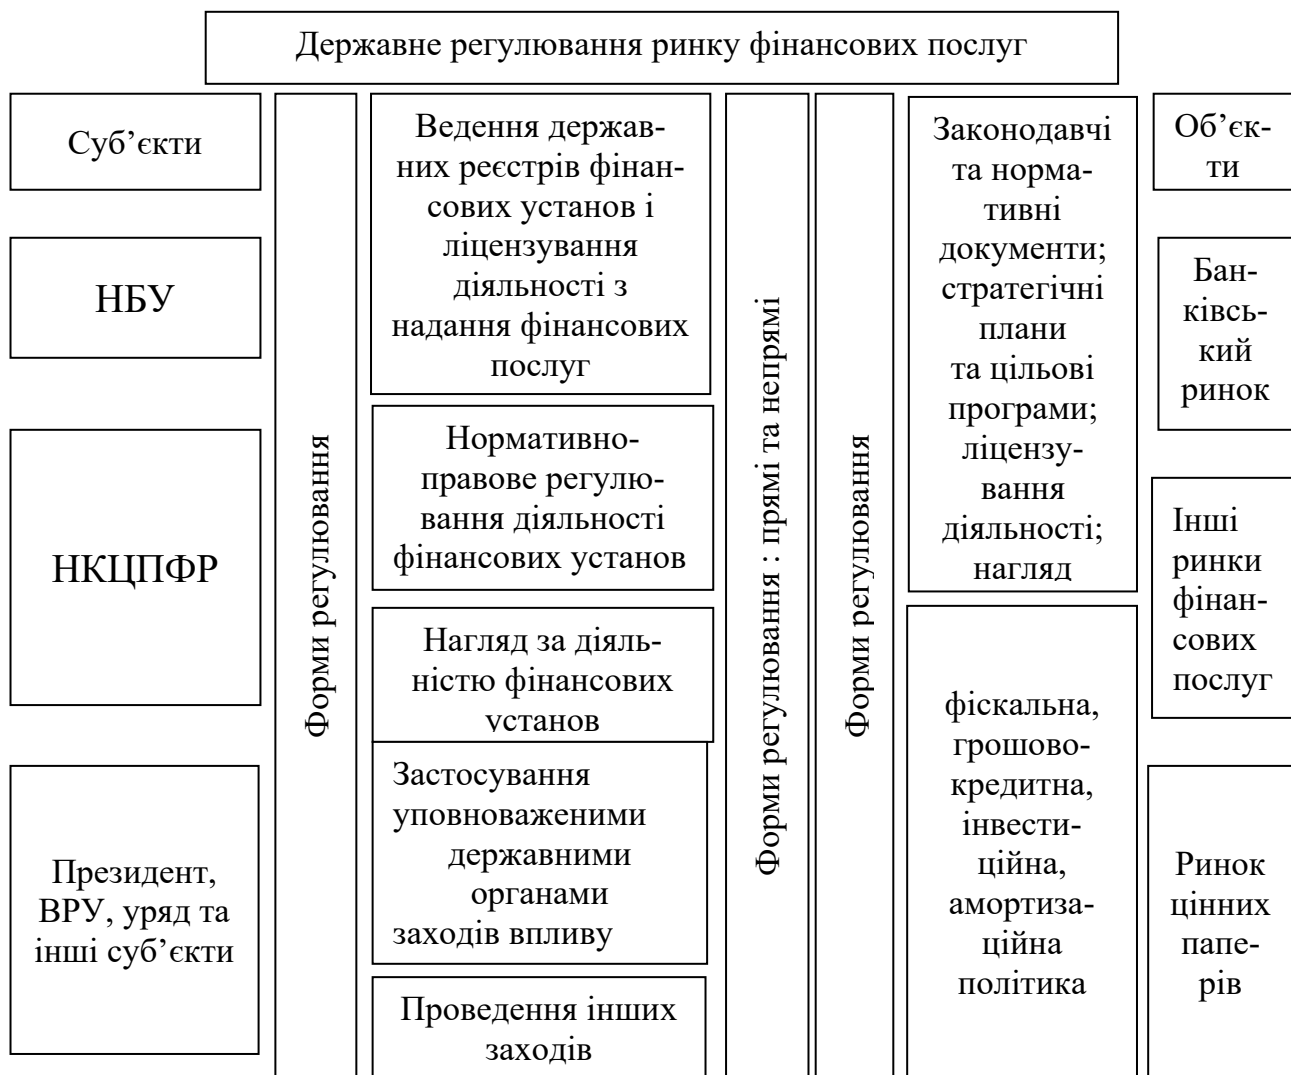 Державне регулювання ринку фінансових послуг
Суб’єкти
НБУ
НКЦПФР
Президент,
ВРУ, уряд та
інші суб’єкти
Форми регулювання
Ведення держав-
них реєстрів фінан-
сових установ і
ліцензування
діяльності з
надання фінансових
послуг
Нормативно-
правове регулю-
вання діяльності
фінансових установ
Нагляд за діяль-
ністю фінансових
установ
Застосування
уповноваженими
державними
органами
заходів впливу
Проведення інших
заходів
Форми регулювання : прямі та непрямі
Форми регулювання
Законодавчі
та норма-
тивні
документи;
стратегічні
плани
та цільові
програми;
ліцензу-
вання
діяльності;
нагляд
фіскальна,
грошово-
кредитна,
інвести-
ційна,
амортиза-
ційна
політика
Об’єк-
ти
Бан-
ківсь-
кий
ринок
Інші
ринки
фінан-
сових
послуг
Ринок
цінних
папе-
рів